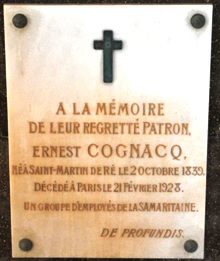 A LA MÉMOIRE
DE LEUR REGRETTÉ PATRON,
ERNEST COGNACQ,
NÉ À SAINT-MARTIN DE RÉ LE 2 OCTOBRE 1839.
DÉCÉDÉ À PARIS LE 21 FÉVRIER 1928.
UN GROUPE D'EMPLOYÉS DE LA SAMARITAINE.
DE PROFUNDIS.